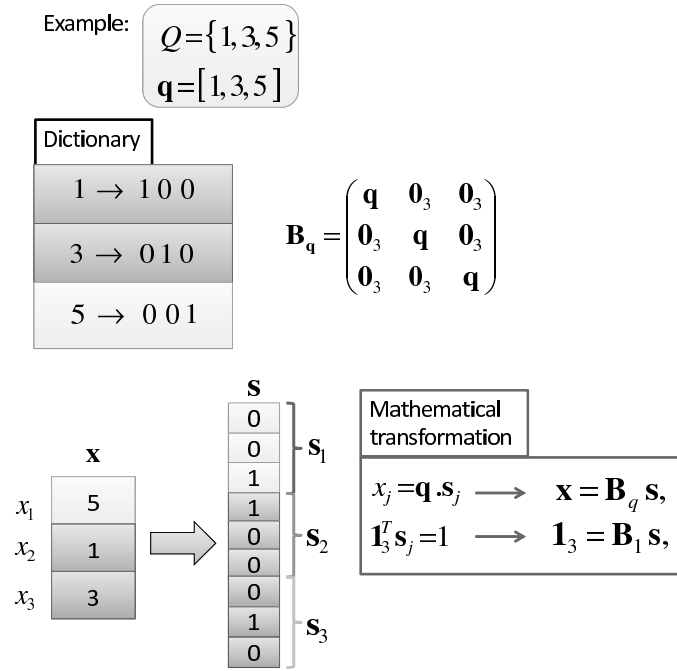 Example:
Q={1,3,5}
q=[1,3,5]
Dictionary
1 → 1 0 0
3 → 0 1 0
5 → 0 0 1
B_q = ( q 0_3 0_3
0_3 q 0_3
0_3 0_3 q )
x
x_1 5
x_2 1
x_3 3
s
0
0
1
s_1
1
0
0
s_2
0
1
0
s_3
Mathematical
transformation
x_j = q . s_j → x = B_q s,
1_3^T s_j = 1 → 1_3 = B_1 s,